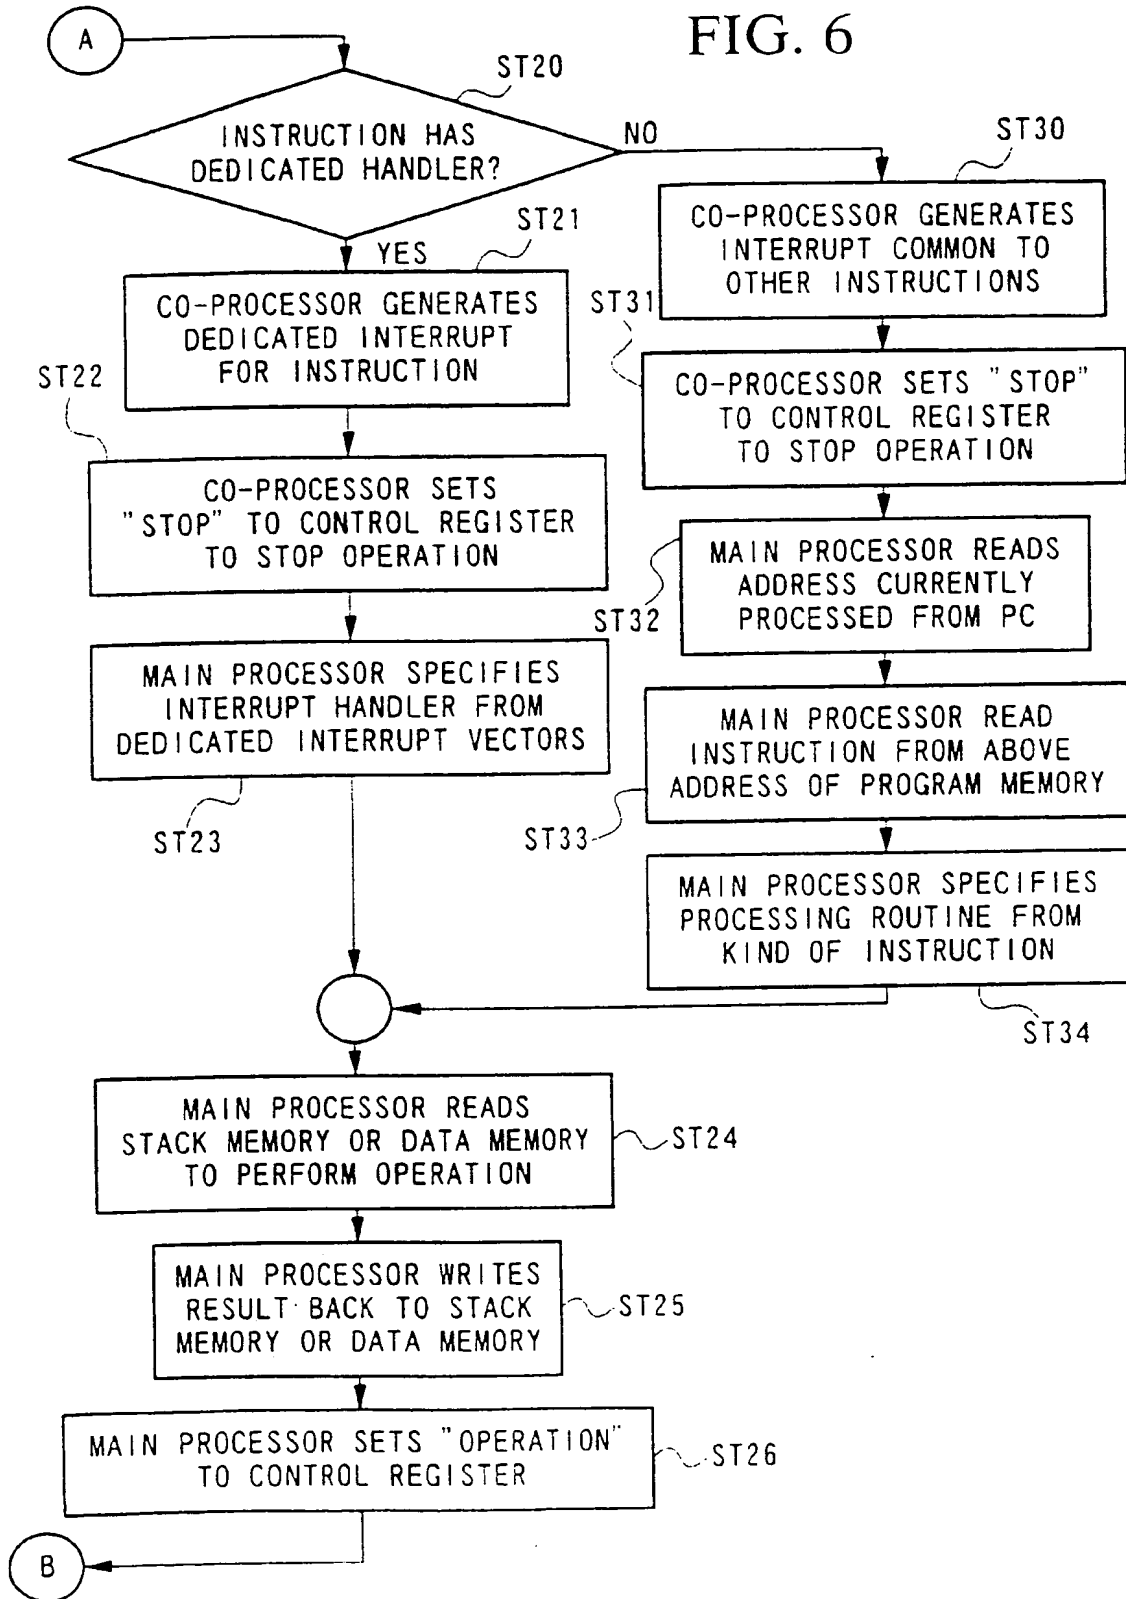 FIG. 6
A
ST20
INSTRUCTION HAS
DEDICATED HANDLER?
NO
YES
ST21
CO-PROCESSOR GENERATES
DEDICATED INTERRUPT
FOR INSTRUCTION
ST22
CO-PROCESSOR SETS
"STOP" TO CONTROL REGISTER
TO STOP OPERATION
MAIN PROCESSOR SPECIFIES
INTERRUPT HANDLER FROM
DEDICATED INTERRUPT VECTORS
ST23
ST30
CO-PROCESSOR GENERATES
INTERRUPT COMMON TO
OTHER INSTRUCTIONS
ST31
CO-PROCESSOR SETS "STOP"
TO CONTROL REGISTER
TO STOP OPERATION
MAIN PROCESSOR READS
ADDRESS CURRENTLY
PROCESSED FROM PC
ST32
MAIN PROCESSOR READ
INSTRUCTION FROM ABOVE
ADDRESS OF PROGRAM MEMORY
ST33
MAIN PROCESSOR SPECIFIES
PROCESSING ROUTINE FROM
KIND OF INSTRUCTION
ST34
MAIN PROCESSOR READS
STACK MEMORY OR DATA MEMORY
TO PERFORM OPERATION
ST24
MAIN PROCESSOR WRITES
RESULT BACK TO STACK
MEMORY OR DATA MEMORY
ST25
MAIN PROCESSOR SETS "OPERATION"
TO CONTROL REGISTER
ST26
B